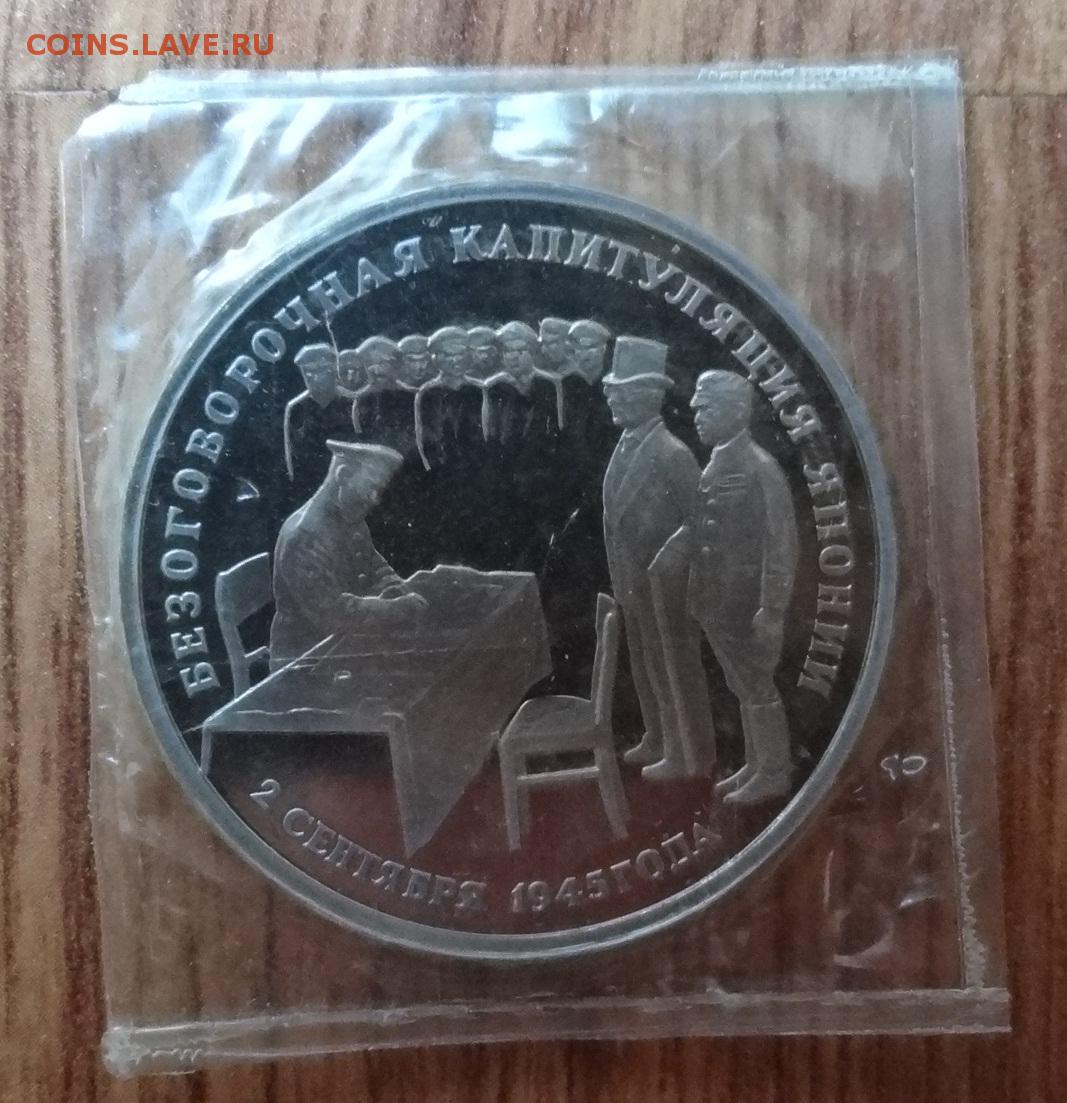 COINS.LAVE.RU
БЕЗОГОВОРОЧНАЯ КАПИТУЛЯЦИЯ ЯПОНИИ
2 СЕНТЯБРЯ 1945 ГОДА